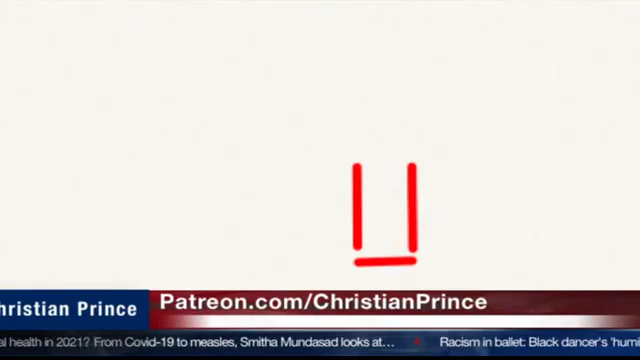 Christian Prince
Patreon.com/ChristianPrince
al health in 2021? From Covid-19 to measles, Smitha Mundasad looks at... Racism in ballet: Black dancer's 'humi